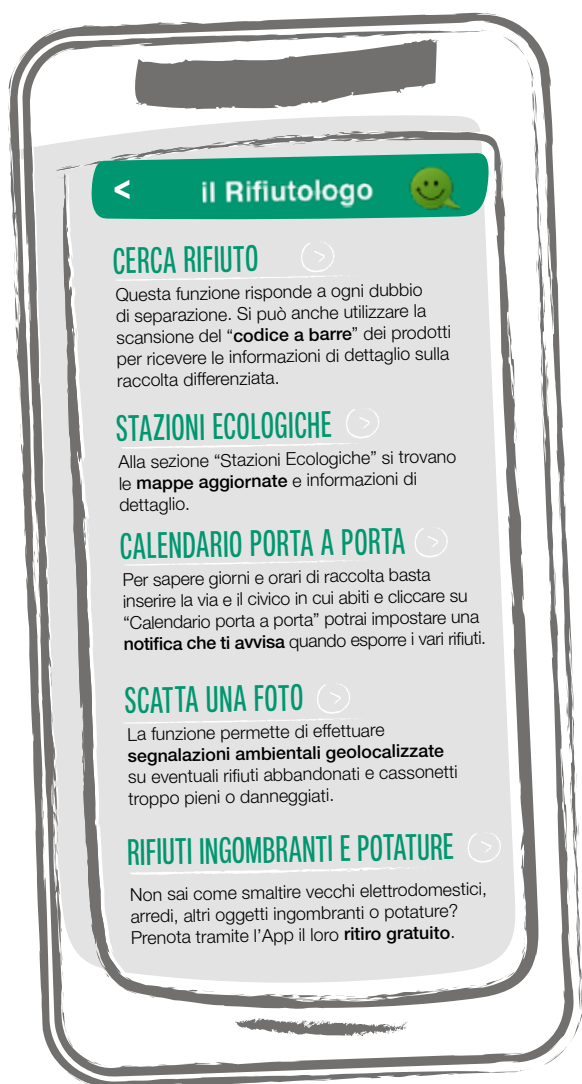 <
il Rifiutologo
CERCA RIFIUTO >
Questa funzione risponde a ogni dubbio
di separazione. Si può anche utilizzare la
scansione del “codice a barre” dei prodotti
per ricevere le informazioni di dettaglio sulla
raccolta differenziata.
STAZIONI ECOLOGICHE >
Alla sezione “Stazioni Ecologiche” si trovano
le mappe aggiornate e informazioni di
dettaglio.
CALENDARIO PORTA A PORTA >
Per sapere giorni e orari di raccolta basta
inserire la via e il civico in cui abiti e cliccare su
“Calendario porta a porta” potrai impostare una
notifica che ti avvisa quando esporre i vari rifiuti.
SCATTA UNA FOTO >
La funzione permette di effettuare
segnalazioni ambientali geolocalizzate
su eventuali rifiuti abbandonati e cassonetti
troppo pieni o danneggiati.
RIFIUTI INGOMBRANTI E POTATURE >
Non sai come smaltire vecchi elettrodomestici,
arredi, altri oggetti ingombranti o potature?
Prenota tramite l’App il loro ritiro gratuito.